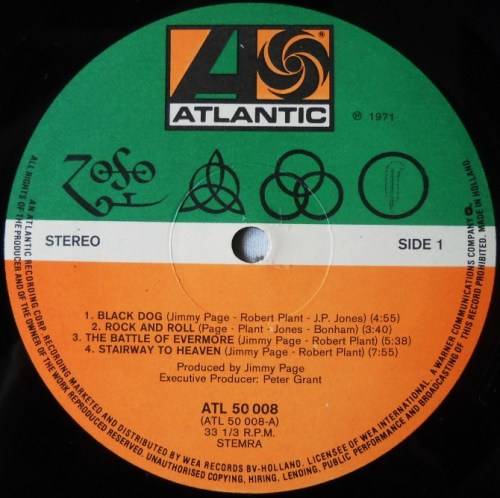 ATLANTIC
℗ 1971
STEREO
SIDE 1
1. BLACK DOG (Jimmy Page - Robert Plant - J.P. Jones) (4:55)
2. ROCK AND ROLL (Page - Plant - Jones - Bonham) (3:40)
3. THE BATTLE OF EVERMORE (Jimmy Page - Robert Plant) (5:38)
4. STAIRWAY TO HEAVEN (Jimmy Page - Robert Plant) (7:55)
Produced by Jimmy Page
Executive Producer: Peter Grant
ATL 50 008
(ATL 50 008-A)
33 1/3 R.P.M.
STEMRA
AN ATLANTIC RECORDING CORP. RECORDING MARKETED AND DISTRIBUTED BY WEA RECORDS BV-HOLLAND. LICENSEE OF WEA INTERNATIONAL. A WARNER COMMUNICATIONS COMPANY. MADE IN HOLLAND.
ALL RIGHTS OF THE PRODUCER AND OF THE OWNER OF THE WORK REPRODUCED RESERVED. UNAUTHORISED COPYING, HIRING, LENDING, PUBLIC PERFORMANCE AND BROADCASTING OF THIS RECORD PROHIBITED.